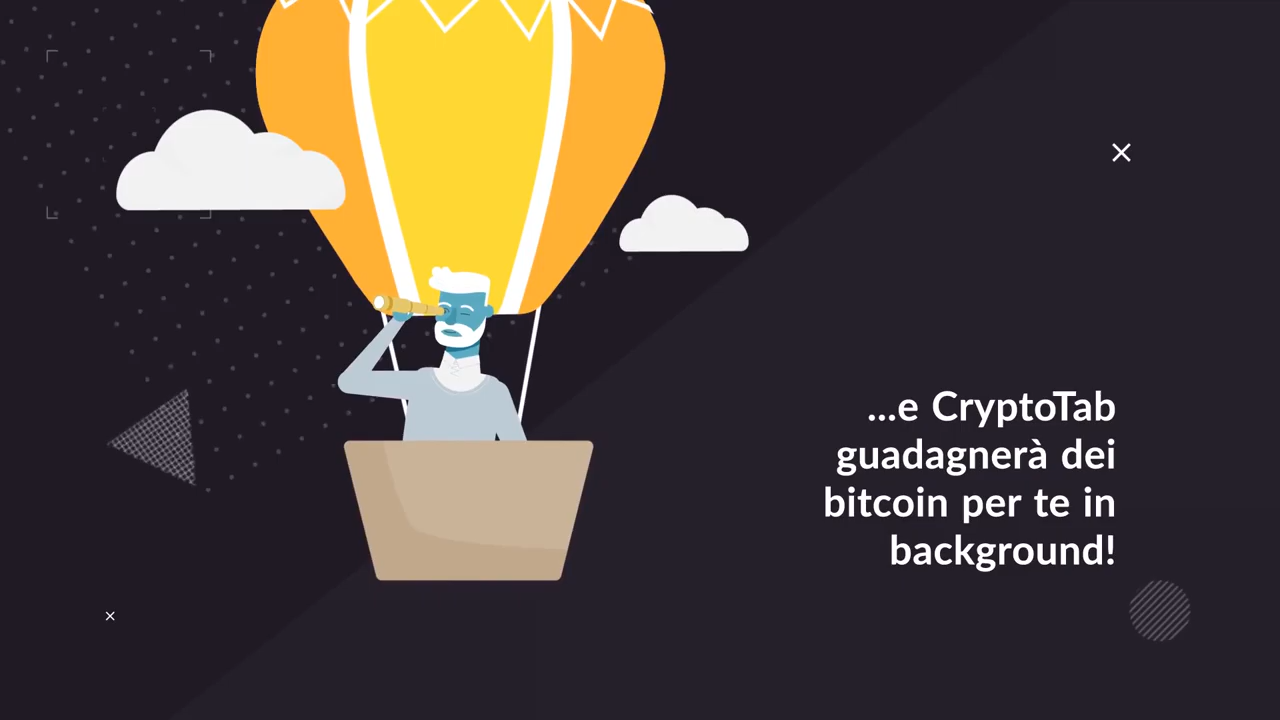 ...e CryptoTab
guadagnerà dei
bitcoin per te in
background!